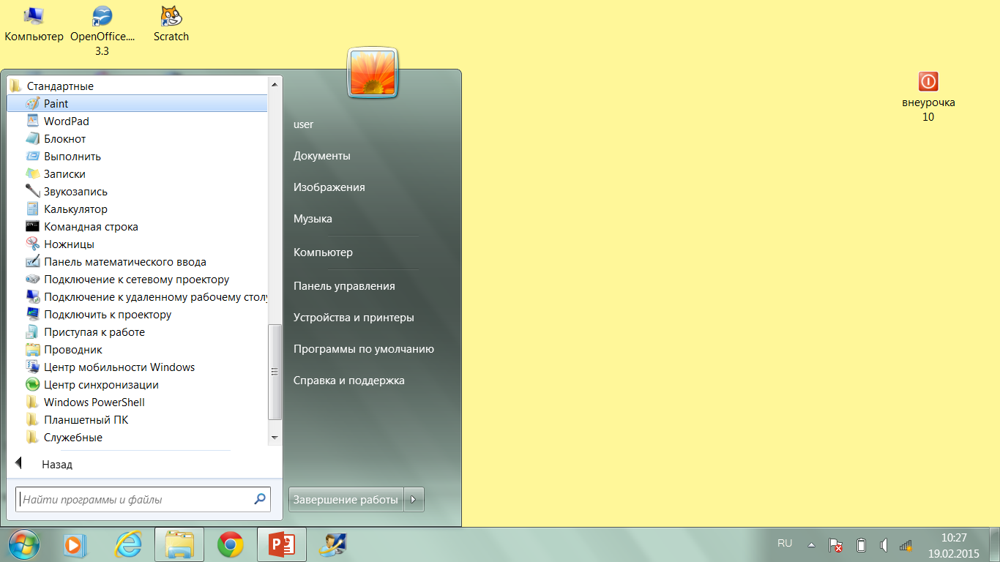 Компьютер
OpenOffice....
3.3
Scratch
внеурочка
10
Стандартные
Paint
WordPad
Блокнот
Выполнить
Записки
Звукозапись
Калькулятор
Командная строка
Ножницы
Панель математического ввода
Подключение к сетевому проектору
Подключение к удаленному рабочему столу
Подключить к проектору
Приступая к работе
Проводник
Центр мобильности Windows
Центр синхронизации
Windows PowerShell
Планшетный ПК
Служебные
Назад
Найти программы и файлы
user
Документы
Изображения
Музыка
Компьютер
Панель управления
Устройства и принтеры
Программы по умолчанию
Справка и поддержка
Завершение работы
RU
10:27
19.02.2015